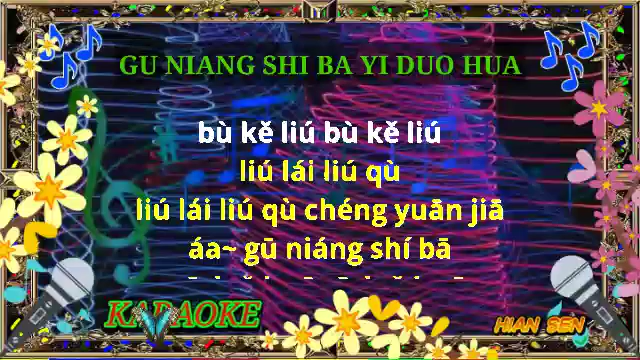 GU NIANG SHI BA YI DUO HUA
bù kě liú bù kě liú
liú lái liú qù
liú lái liú qù chéng yuān jiā
áa~ gū niáng shí bā
KARAOKE
HIAN SEN